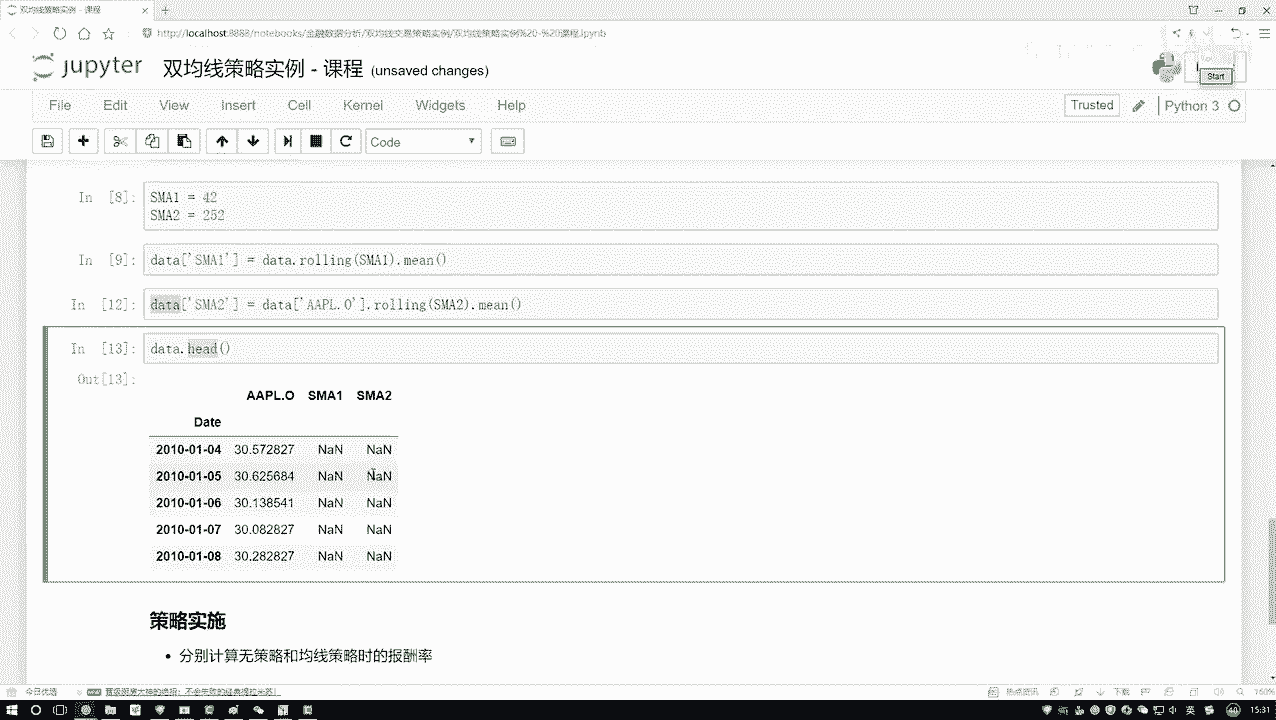 双均线策略实例 - 课程
http://localhost:8888/notebooks/金融数据分析/双均线交易策略实例/双均线策略实例%20-%20课程.ipynb
jupyter 双均线策略实例 - 课程 (unsaved changes)
Start
File Edit View Insert Cell Kernel Widgets Help
Trusted
Python 3
Code
In [8]:
SMA1 = 42
SMA2 = 252
In [9]: data['SMA1'] = data.rolling(SMA1).mean()
In [12]: data['SMA2'] = data['AAPL.O'].rolling(SMA2).mean()
In [13]: data.head()
Out[13]:
AAPL.O SMA1 SMA2
Date
2010-01-04 30.572827 NaN NaN
2010-01-05 30.625684 NaN NaN
2010-01-06 30.138541 NaN NaN
2010-01-07 30.082827 NaN NaN
2010-01-08 30.282827 NaN NaN
策略实施
• 分别计算无策略和均线策略时的报酬率
今日优选
热点资讯
下载
160%
英
15:31